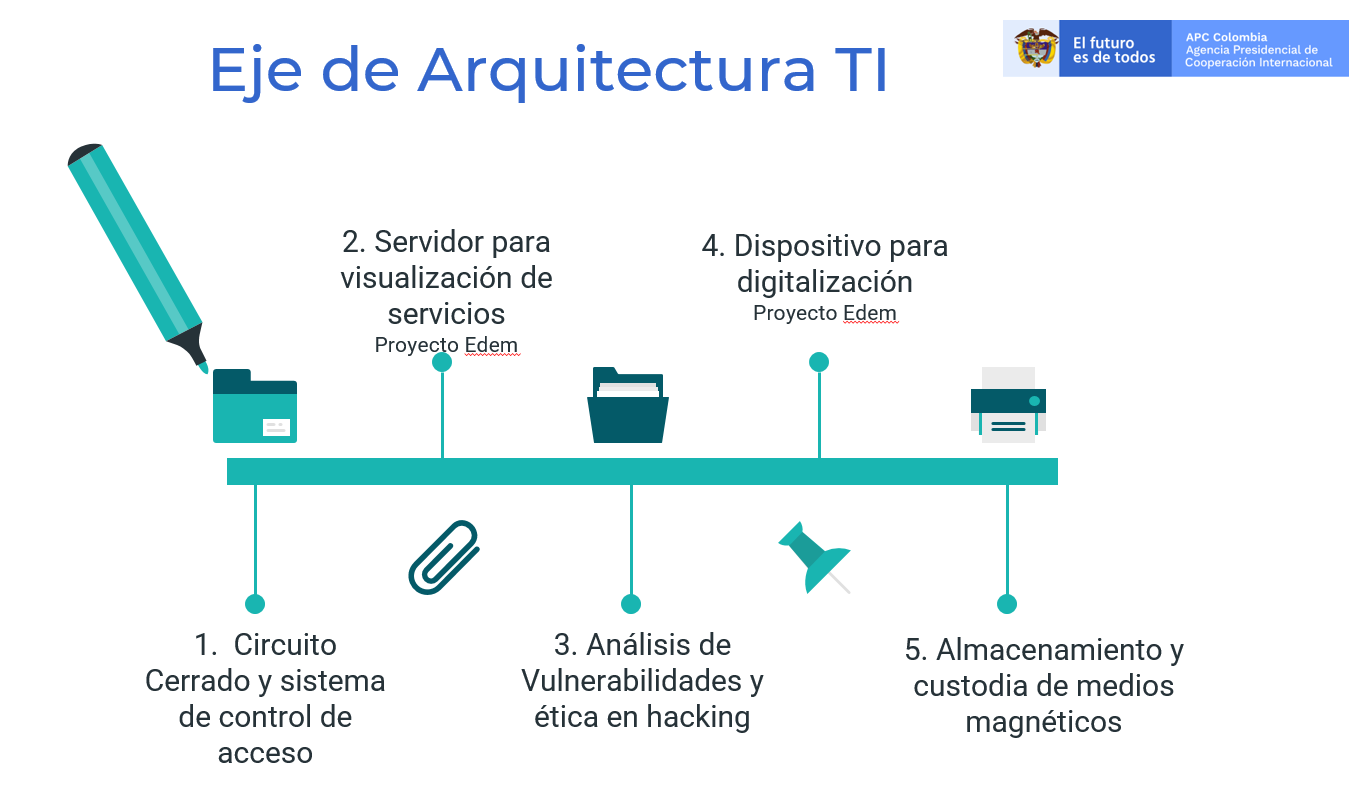 Eje de Arquitectura TI
El futuro
es de todos
APC Colombia
Agencia Presidencial de
Cooperación Internacional
2. Servidor para
visualización de
servicios
Proyecto Edem
4. Dispositivo para
digitalización
Proyecto Edem
1.  Circuito
Cerrado y sistema
de control de
acceso
3. Análisis de
Vulnerabilidades y
ética en hacking
5. Almacenamiento y
custodia de medios
magnéticos